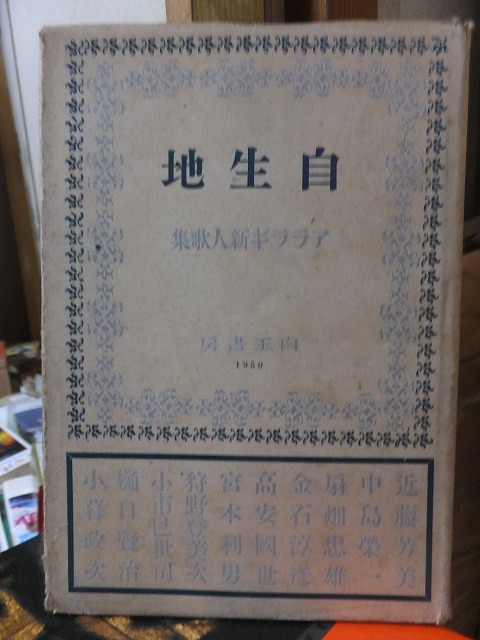 自生地
アララギ新人歌集
白玉書房
1950
近藤芳美
中島榮一
扇畑忠雄
金石淳彦
高安國世
宮本利男
狩野登美次
小市巳世司
樋口賢治
小暮政次